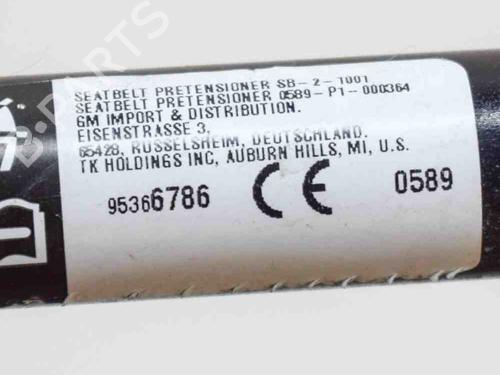 SEATBELT PRETENSIONER SB-2-1001
SEATBELT PRETENSIONER 0589-P1-000364
GM IMPORT & DISTRIBUTION.
EISENSTRASSE 3,
65428, RUSSELSHEIM, DEUTSCHLAND.
TK HOLDINGS INC, AUBURN HILLS, MI, U.S.
95366786 CE 0589
B-PARTS